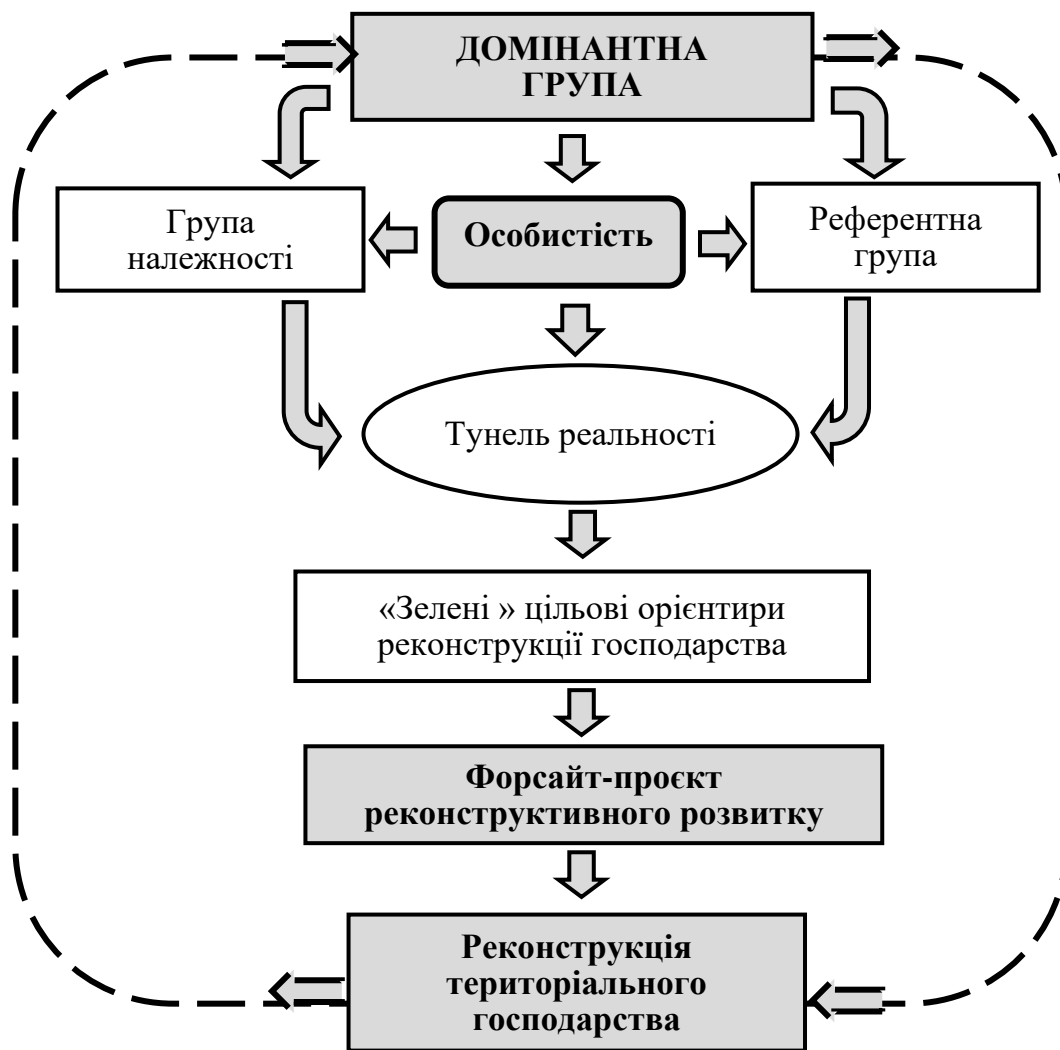 ДОМІНАНТНА
ГРУПА
Група
належності
Особистість
Референтна
група
Тунель реальності
«Зелені » цільові орієнтири
реконструкції господарства
Форсайт-проєкт
реконструктивного розвитку
Реконструкція
територіального
господарства